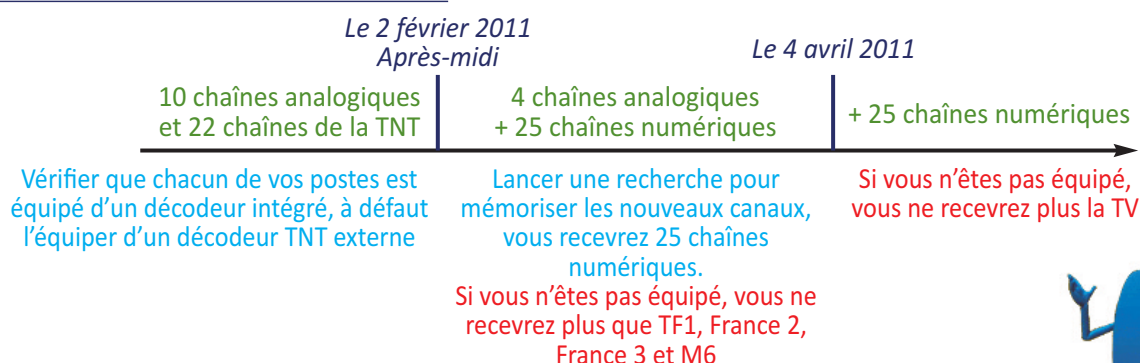 Le 2 février 2011
Après-midi
Le 4 avril 2011
10 chaînes analogiques
et 22 chaînes de la TNT
4 chaînes analogiques
+ 25 chaînes numériques
+ 25 chaînes numériques
Vérifier que chacun de vos postes est
équipé d’un décodeur intégré, à défaut
l’équiper d’un décodeur TNT externe
Lancer une recherche pour
mémoriser les nouveaux canaux,
vous recevrez 25 chaînes
numériques.
Si vous n’êtes pas équipé, vous ne
recevrez plus que TF1, France 2,
France 3 et M6
Si vous n’êtes pas équipé,
vous ne recevrez plus la TV